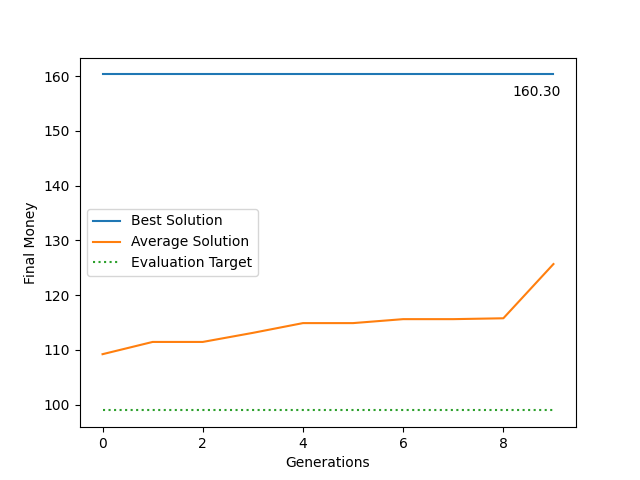 160
150
140
130
120
110
100
Final Money
160.30
Best Solution
Average Solution
Evaluation Target
0 2 4 6 8
Generations